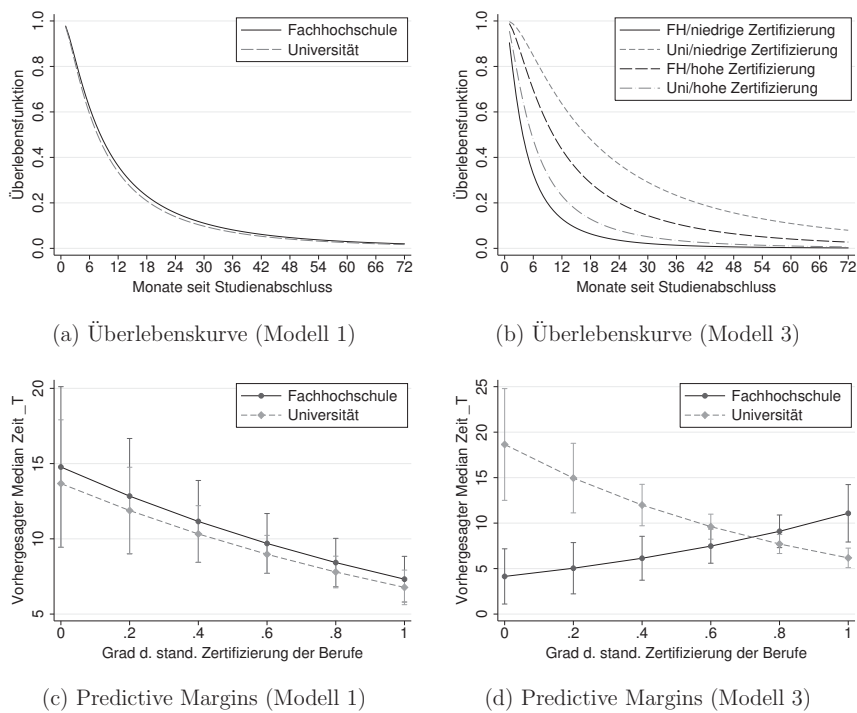 Überlebensfunktion
0.0
0.2
0.4
0.6
0.8
1.0
Fachhochschule
Universität
0 6 12 18 24 30 36 42 48 54 60 66 72
Monate seit Studienabschluss
(a) Überlebenskurve (Modell 1)
Überlebensfunktion
0.0
0.2
0.4
0.6
0.8
1.0
FH/niedrige Zertifizierung
Uni/niedrige Zertifizierung
FH/hohe Zertifizierung
Uni/hohe Zertifizierung
0 6 12 18 24 30 36 42 48 54 60 66 72
Monate seit Studienabschluss
(b) Überlebenskurve (Modell 3)
Vorhergesagter Median Zeit _T
5
10
15
20
Fachhochschule
Universität
0 .2 .4 .6 .8 1
Grad d. stand. Zertifizierung der Berufe
(c) Predictive Margins (Modell 1)
Vorhergesagter Median Zeit _T
0
5
10
15
20
25
Fachhochschule
Universität
0 .2 .4 .6 .8 1
Grad d. stand. Zertifizierung der Berufe
(d) Predictive Margins (Modell 3)